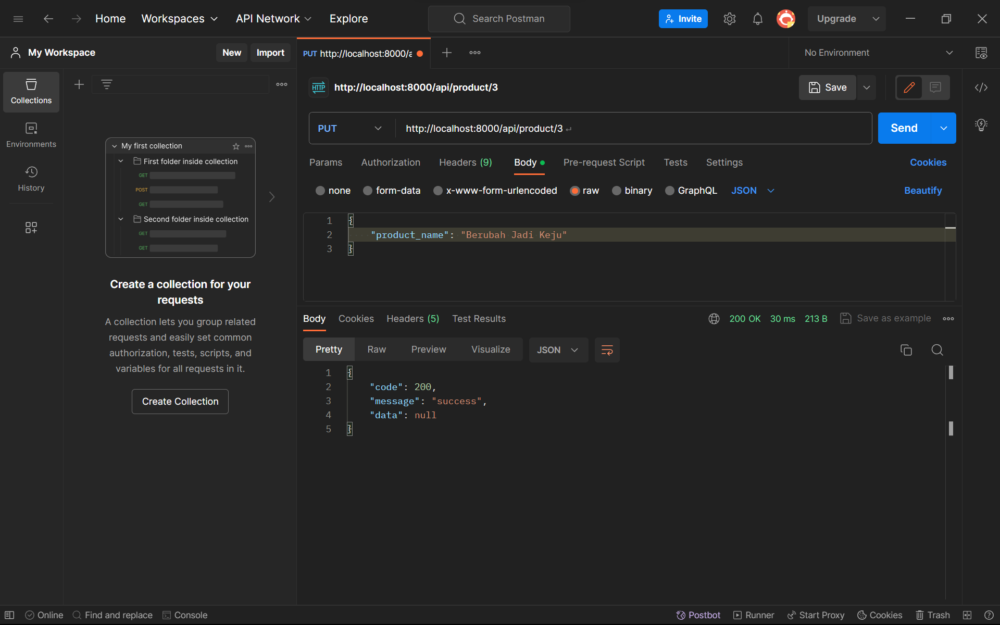 Home Workspaces API Network Explore Search Postman Invite Upgrade
My Workspace New Import
PUT http://localhost:8000/a No Environment
Collections
Environments
History
My first collection
First folder inside collection
GET
POST
GET
Second folder inside collection
GET
GET
Create a collection for your
requests
A collection lets you group related
requests and easily set common
authorization, tests, scripts, and
variables for all requests in it.
Create Collection
HTTP http://localhost:8000/api/product/3 Save
PUT http://localhost:8000/api/product/3 Send
Params Authorization Headers (9) Body Pre-request Script Tests Settings Cookies
none form-data x-www-form-urlencoded raw binary GraphQL JSON Beautify
1 {
2 "product_name": "Berubah Jadi Keju"
3 }
Body Cookies Headers (5) Test Results 200 OK 30 ms 213 B Save as example
Pretty Raw Preview Visualize JSON
1 {
2 "code": 200,
3 "message": "success",
4 "data": null
5 }
Online Find and replace Console Postbot Runner Start Proxy Cookies Trash